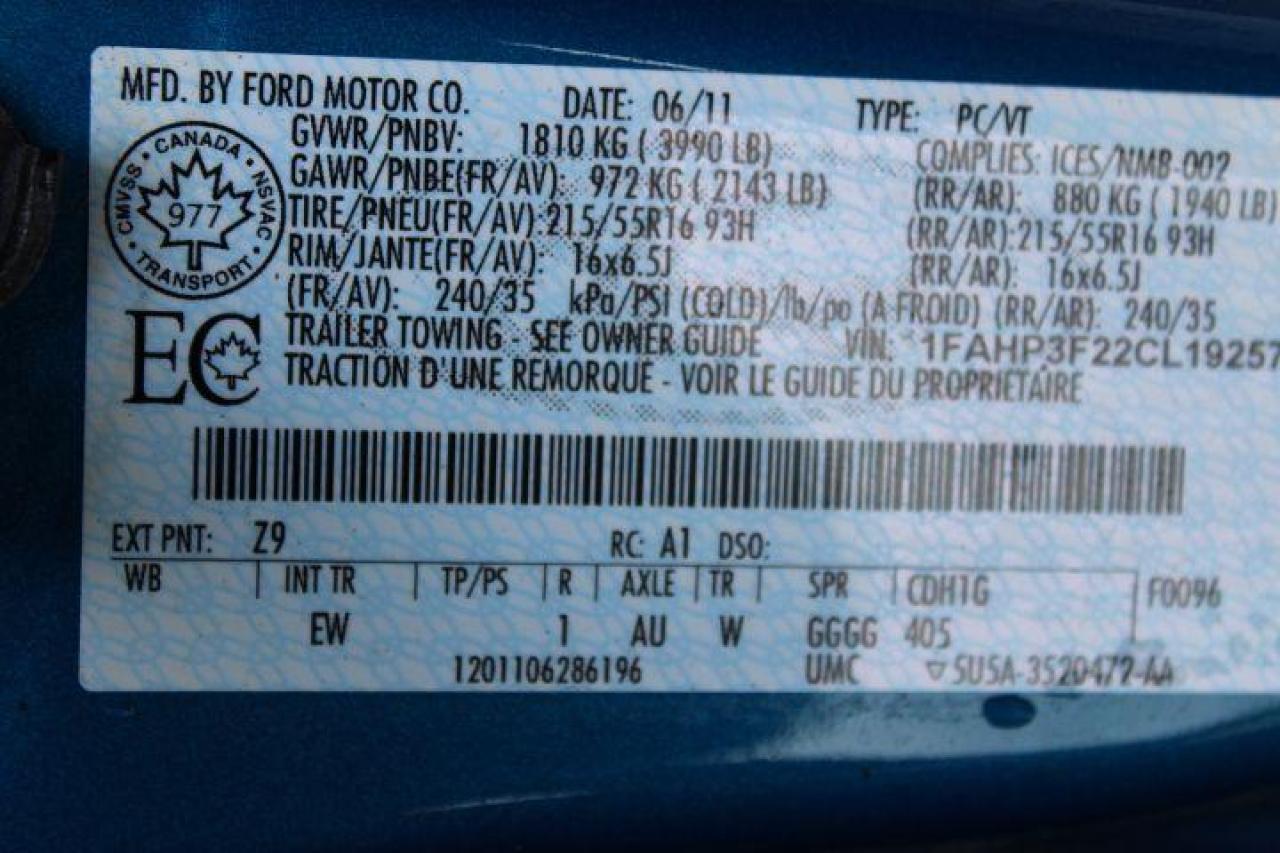 MFD. BY FORD MOTOR CO. DATE: 06/11 TYPE: PC/VT
GVWR/PNBV: 1810 KG ( 3990 LB) COMPLIES: ICES/NMB-002
GAWR/PNBE(FR/AV): 972 KG ( 2143 LB) (RR/AR): 880 KG ( 1940 LB)
TIRE/PNEU(FR/AV):215/55R16 93H (RR/AR):215/55R16 93H
RIM/JANTE(FR/AV): 16x6.5J (RR/AR): 16x6.5J
(FR/AV): 240/35 kPa/PSI (COLD)/lb/po (A FROID) (RR/AR): 240/35
TRAILER TOWING - SEE OWNER GUIDE VIN: 1FAHP3F22CL19257
TRACTION D'UNE REMORQUE - VOIR LE GUIDE DU PROPRIETAIRE
CMVSS • CANADA • NSVAC • TRANSPORT •
977
EC
EXT PNT: Z9 RC: A1 DSO:
WB INT TR TP/PS R AXLE TR SPR CDH1G F0096
EW 1 AU W GGGG 405
1201106286196 UMC ▽ 5U5A-3520472-AA